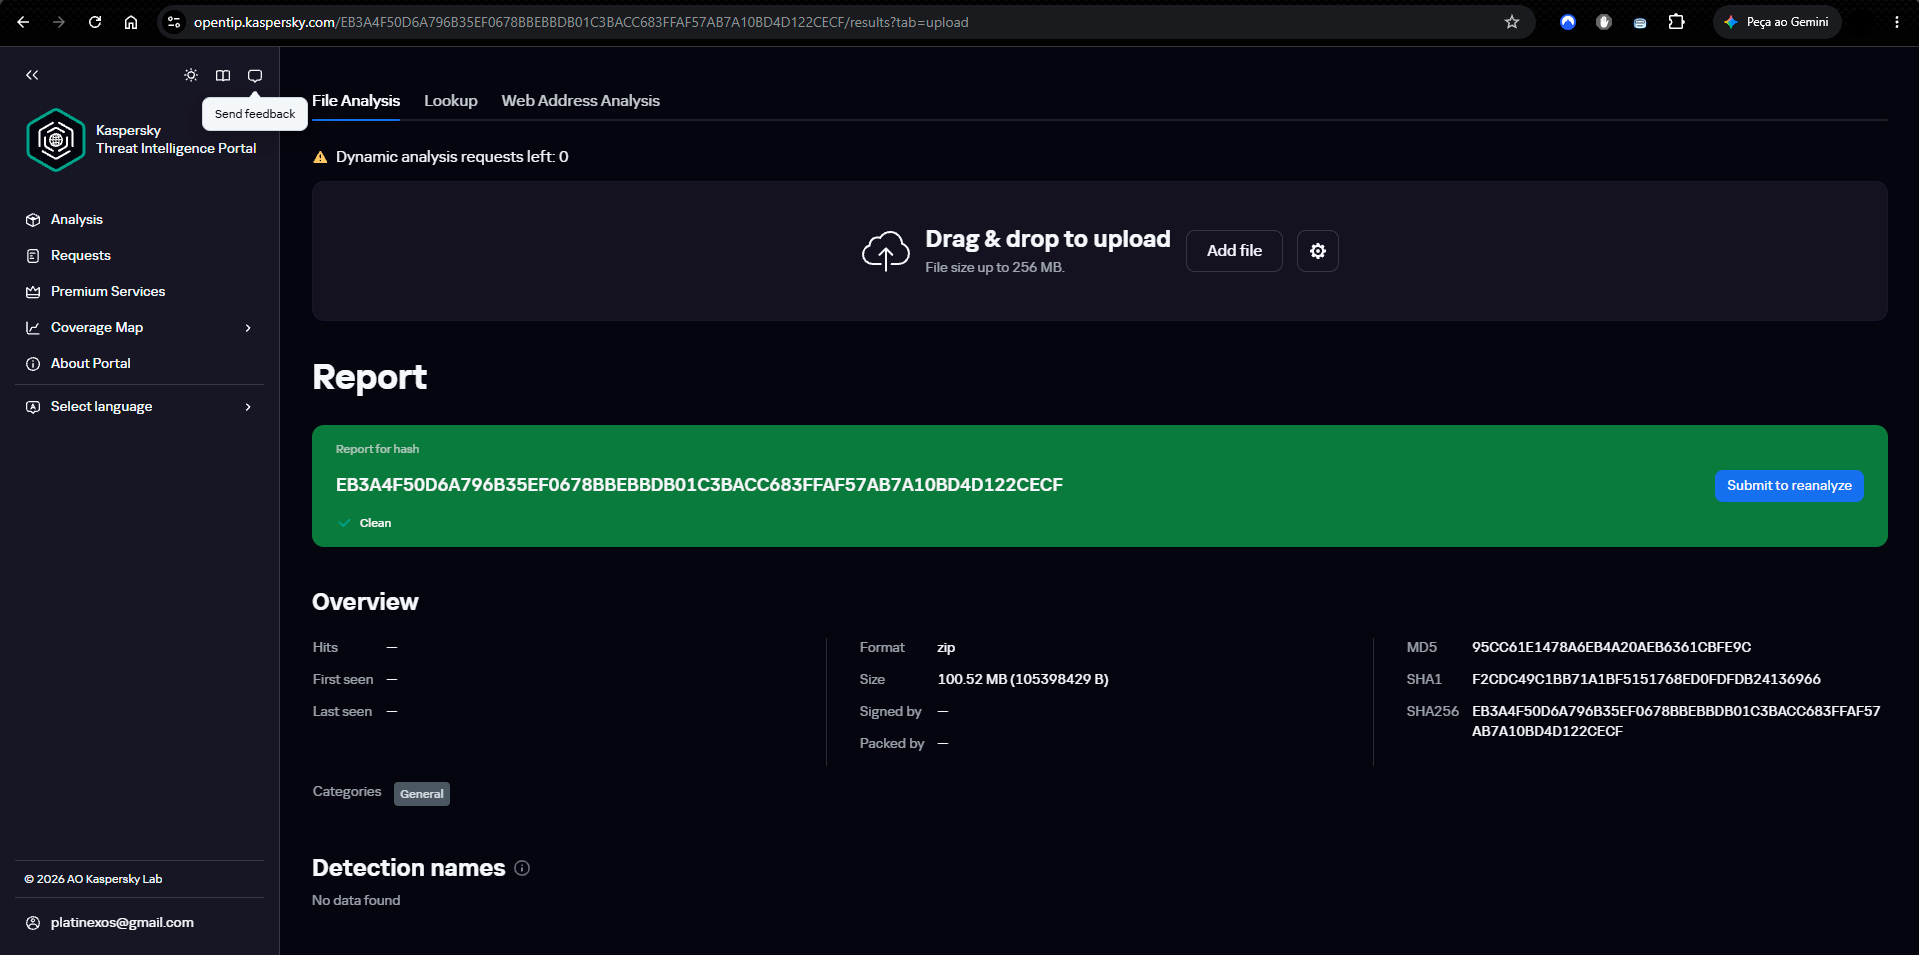 opentip.kaspersky.com/EB3A4F50D6A796B35EF0678BBEBBDB01C3BACC683FFAF57AB7A10BD4D122CECF/results?tab=upload
Peça ao Gemini
Send feedback
Kaspersky
Threat Intelligence Portal
Analysis
Requests
Premium Services
Coverage Map
About Portal
Select language
© 2026 AO Kaspersky Lab
platinexos@gmail.com
File Analysis Lookup Web Address Analysis
Dynamic analysis requests left: 0
Drag & drop to upload
File size up to 256 MB.
Add file
Report
Report for hash
EB3A4F50D6A796B35EF0678BBEBBDB01C3BACC683FFAF57AB7A10BD4D122CECF
Clean
Submit to reanalyze
Overview
Hits —
First seen —
Last seen —
Format zip
Size 100.52 MB (105398429 B)
Signed by —
Packed by —
MD5 95CC61E1478A6EB4A20AEB6361CBFE9C
SHA1 F2CDC49C1BB71A1BF5151768ED0FDFDB24136966
SHA256 EB3A4F50D6A796B35EF0678BBEBBDB01C3BACC683FFAF57
AB7A10BD4D122CECF
Categories General
Detection names
No data found